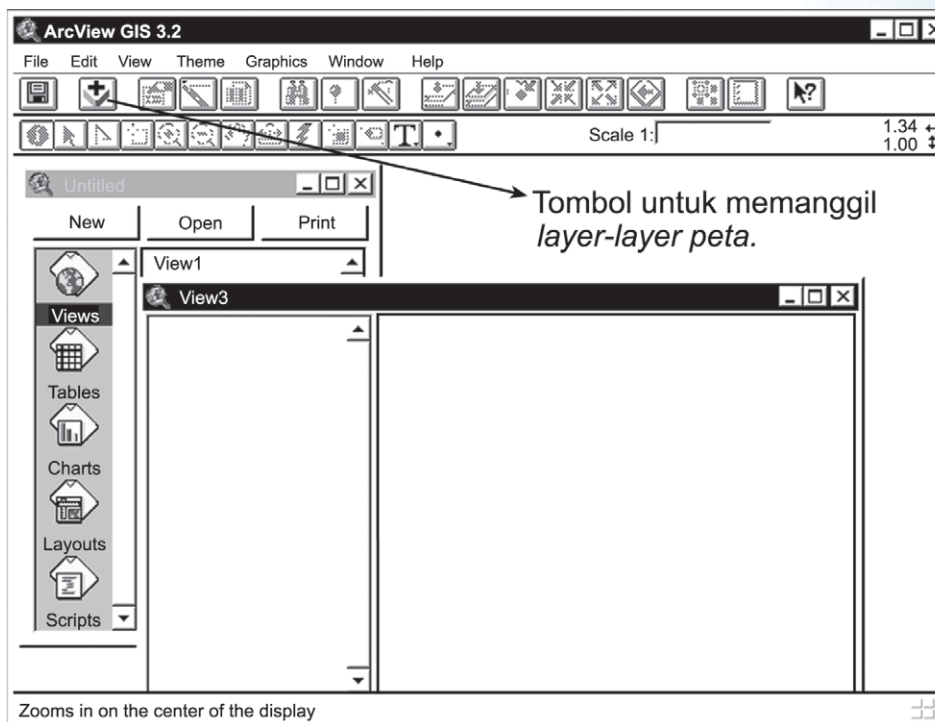 ArcView GIS 3.2
File Edit View Theme Graphics Window Help
T.
Scale 1:
1.34
1.00
Untitled
New Open Print
Tombol untuk memanggil
layer-layer peta.
View1
View3
Views
Tables
Charts
Layouts
Scripts
Zooms in on the center of the display